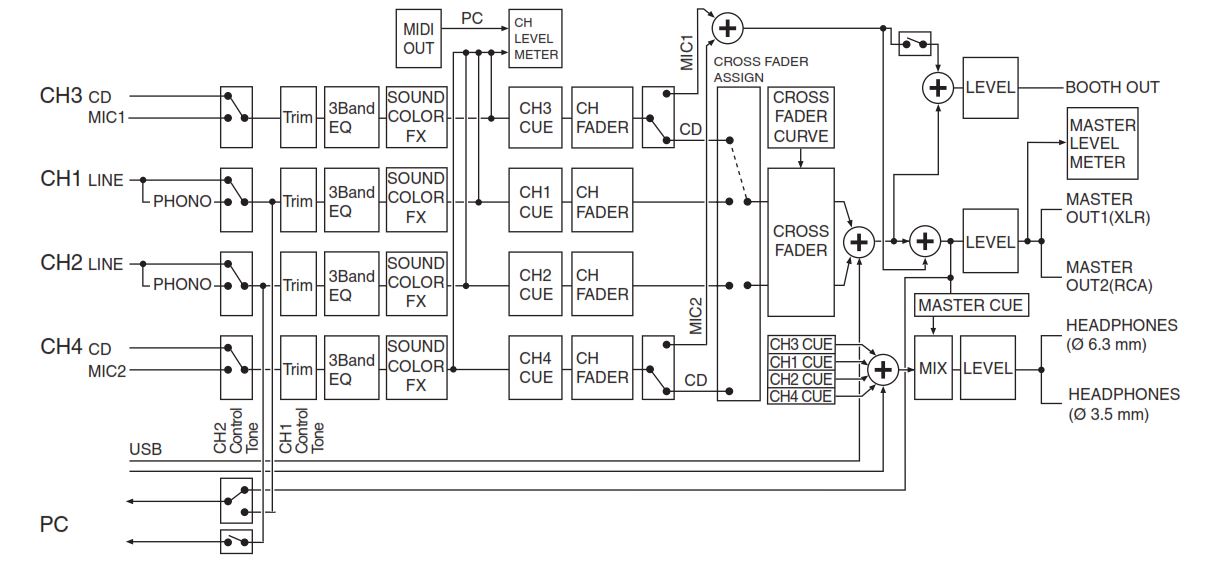 MIDI
OUT
PC
CH
LEVEL
METER
MIC1
CROSS FADER
ASSIGN
CH3 CD
MIC1
Trim
3Band
EQ
SOUND
COLOR
FX
CH3
CUE
CH
FADER
CD
CROSS
FADER
CURVE
LEVEL
BOOTH OUT
MASTER
LEVEL
METER
CH1 LINE
PHONO
Trim
3Band
EQ
SOUND
COLOR
FX
CH1
CUE
CH
FADER
CROSS
FADER
LEVEL
MASTER
OUT1(XLR)
MASTER
OUT2(RCA)
CH2 LINE
PHONO
Trim
3Band
EQ
SOUND
COLOR
FX
CH2
CUE
CH
FADER
MIC2
MASTER CUE
CH4 CD
MIC2
Trim
3Band
EQ
SOUND
COLOR
FX
CH4
CUE
CH
FADER
CD
CH3 CUE
CH1 CUE
CH2 CUE
CH4 CUE
MIX
LEVEL
HEADPHONES
(Ø 6.3 mm)
HEADPHONES
(Ø 3.5 mm)
CH2
Control
Tone
CH1
Control
Tone
USB
PC